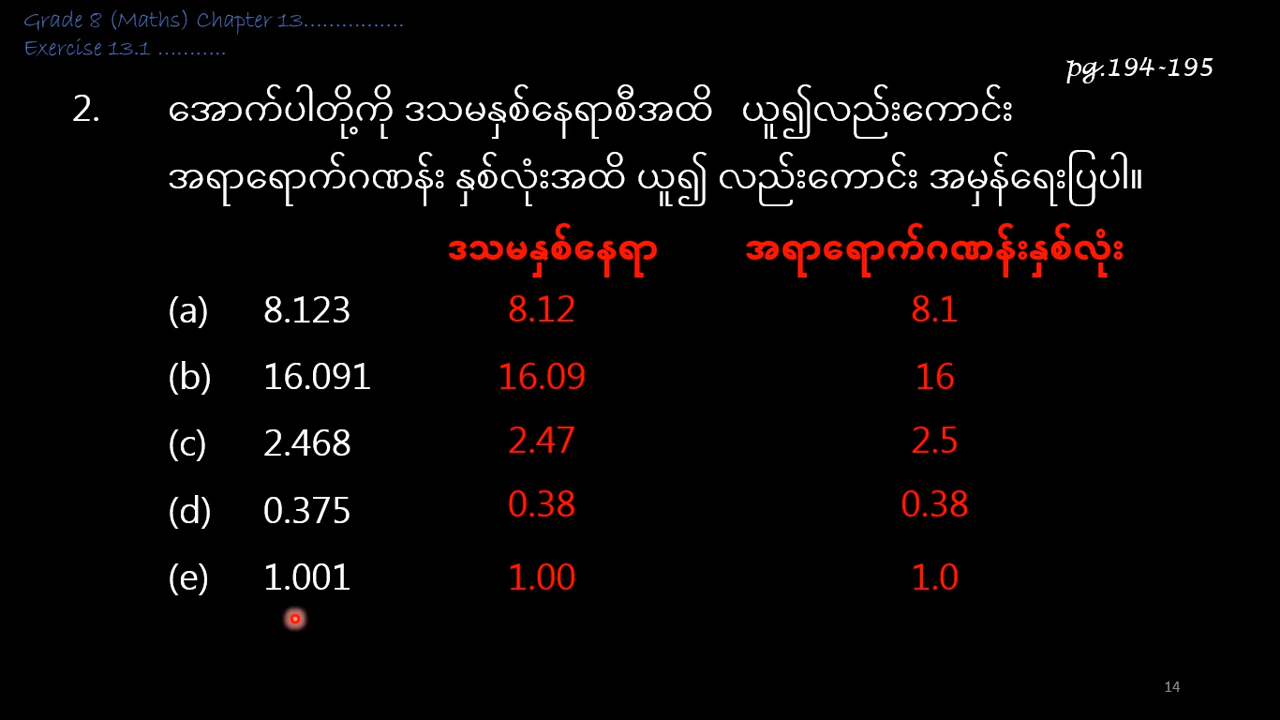 Grade 8 (Maths) Chapter 13................
Exercise 13.1 ...........
pg.194-195
2. အောက်ပါတို့ကို ဒသမနှစ်နေရာစီအထိ ယူ၍လည်းကောင်း
အရာရောက်ဂဏန်း နှစ်လုံးအထိ ယူ၍ လည်းကောင်း အမှန်ရေးပြပါ။
ဒသမနှစ်နေရာ အရာရောက်ဂဏန်းနှစ်လုံး
(a) 8.123 8.12 8.1
(b) 16.091 16.09 16
(c) 2.468 2.47 2.5
(d) 0.375 0.38 0.38
(e) 1.001 1.00 1.0
14